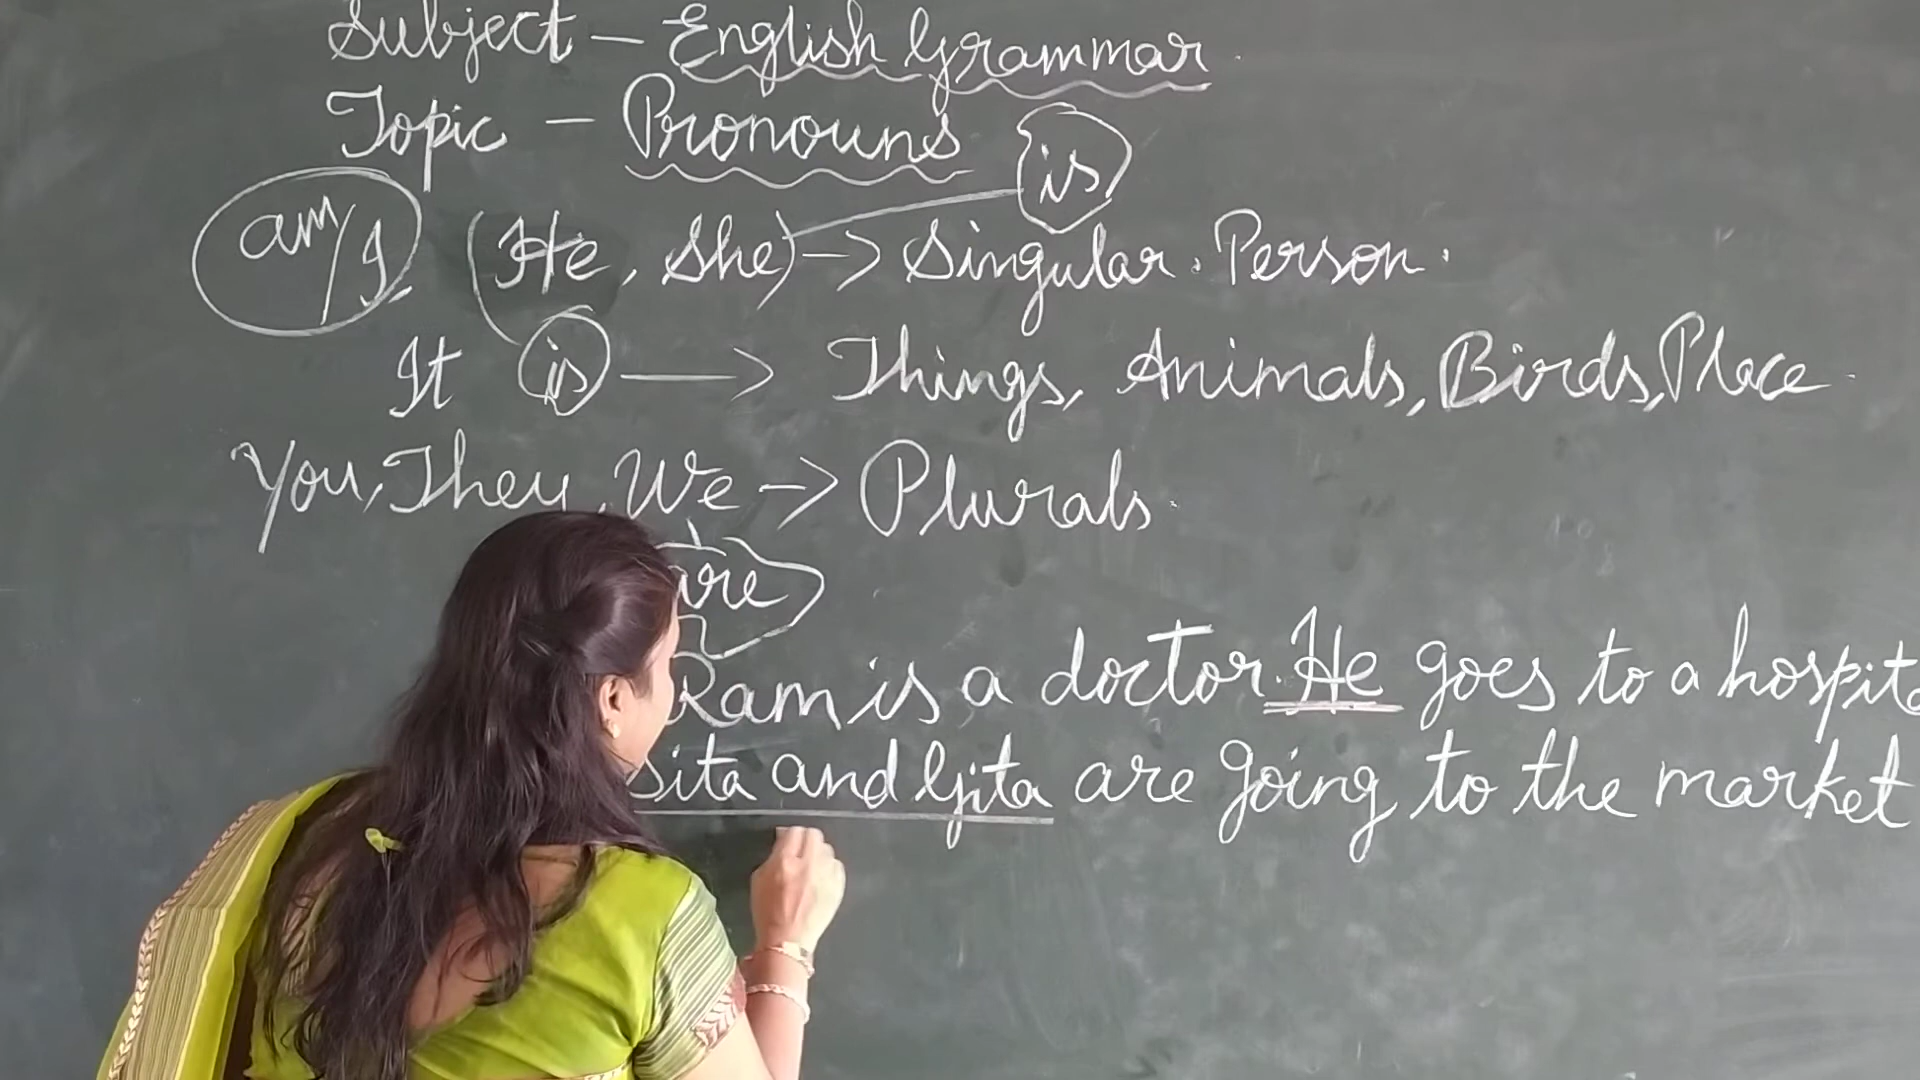 Subject - English Grammar.
Topic - Pronouns
is
am/I (He, She) -> Singular. Person.
It is -> Things, Animals, Birds, Place
You, They, We -> Plurals.
are
Ram is a doctor. He goes to a hospita
Sita and Gita are going to the market